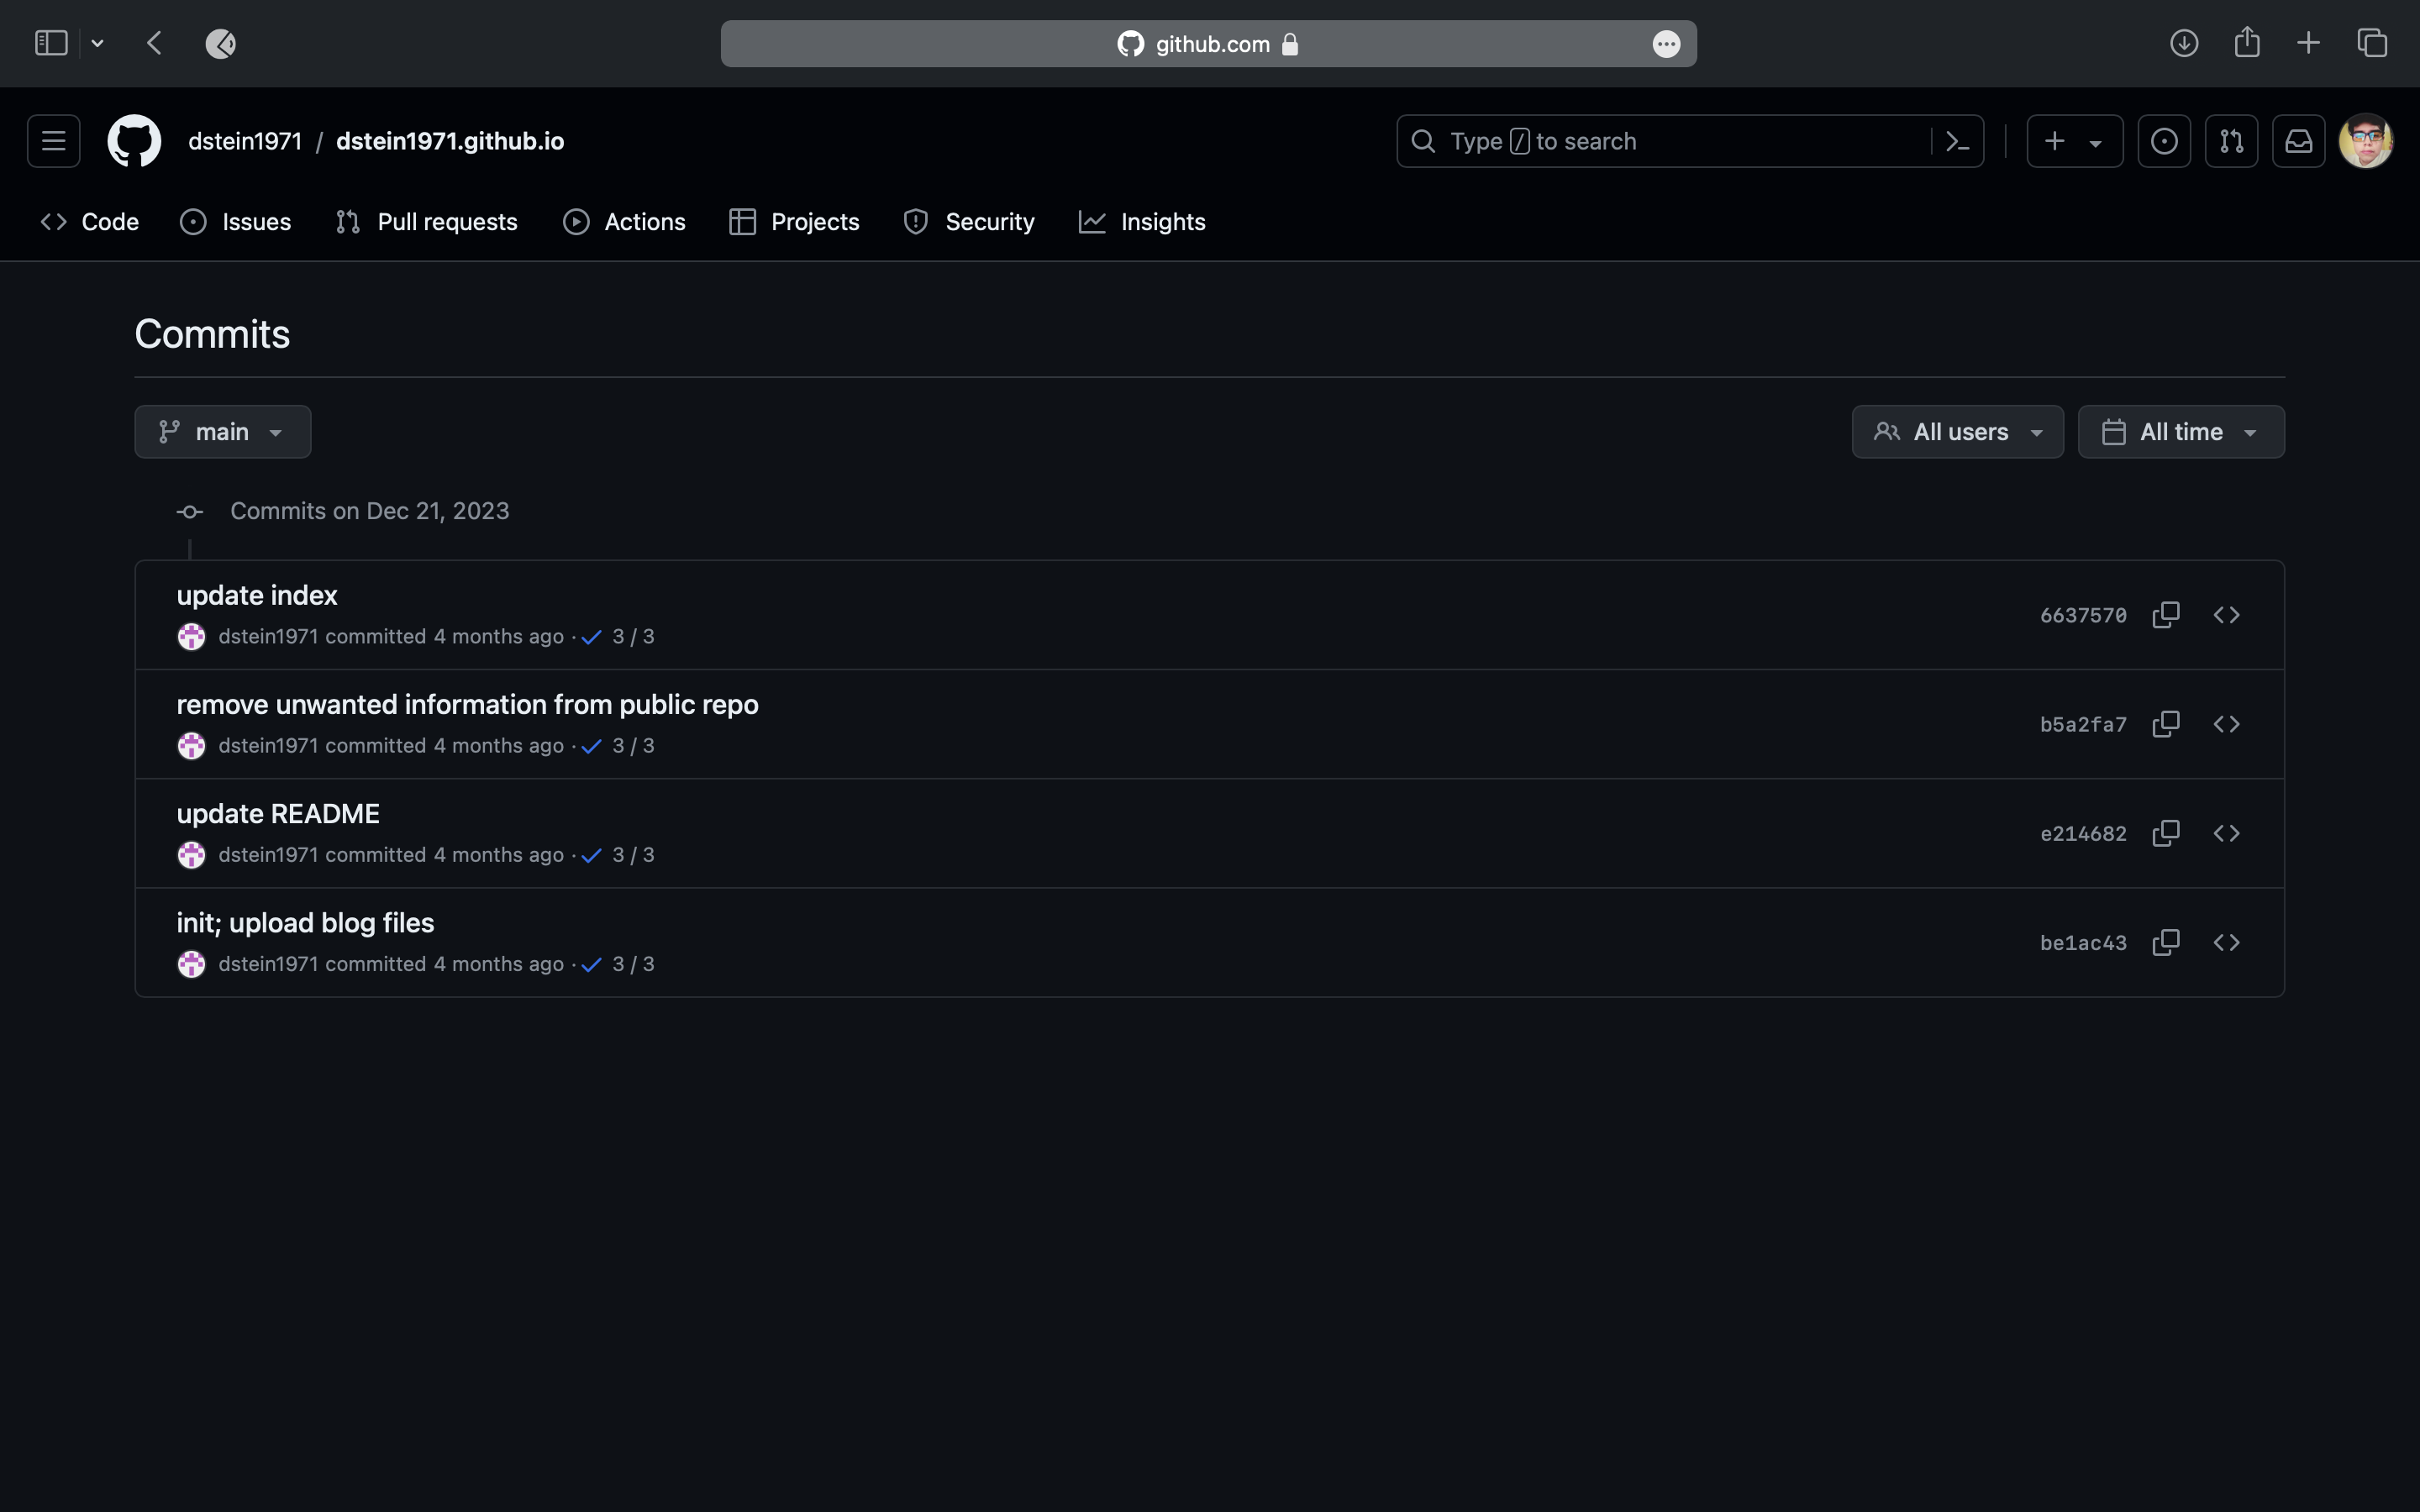 github.com
dstein1971 / dstein1971.github.io
Type / to search
Code Issues Pull requests Actions Projects Security Insights
Commits
main
All users All time
Commits on Dec 21, 2023
update index
6637570
dstein1971 committed 4 months ago · 3 / 3
remove unwanted information from public repo
b5a2fa7
dstein1971 committed 4 months ago · 3 / 3
update README
e214682
dstein1971 committed 4 months ago · 3 / 3
init; upload blog files
be1ac43
dstein1971 committed 4 months ago · 3 / 3